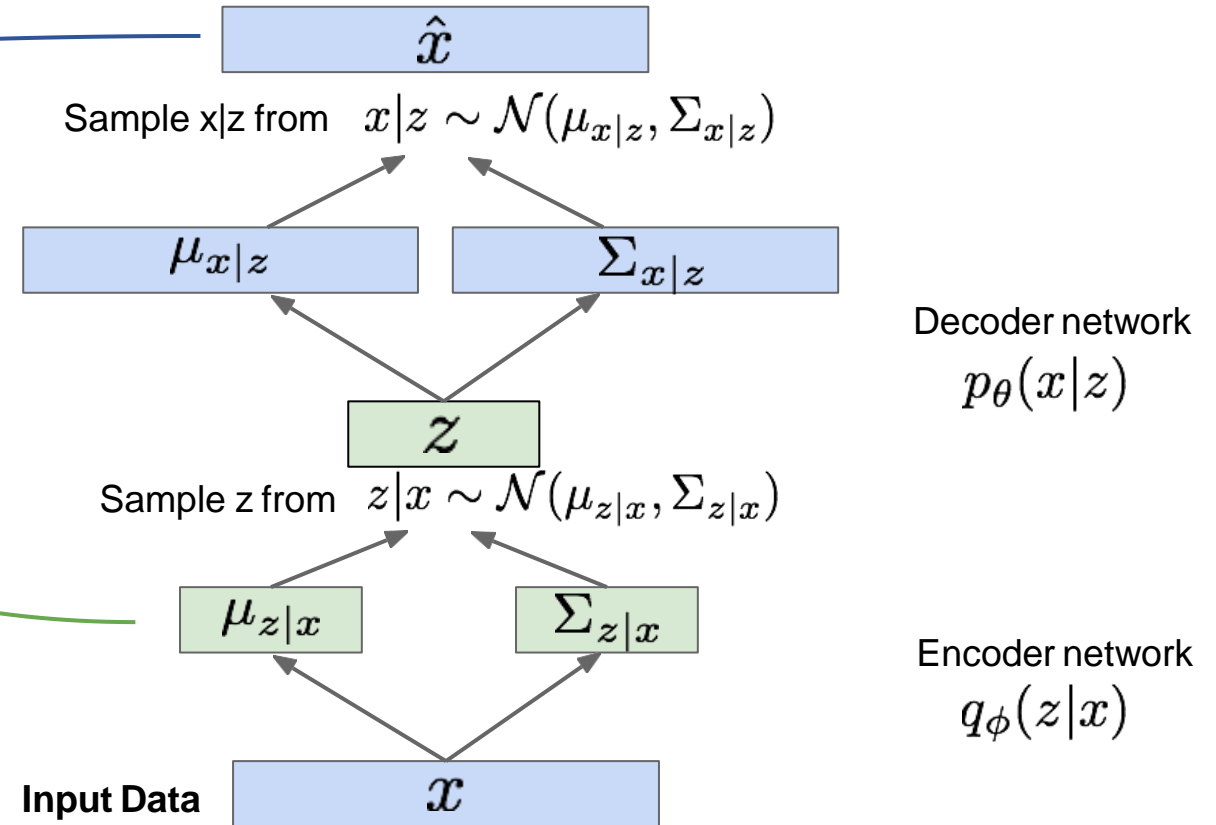 x̂
Sample x|z from x|z ∼ 𝒩(μ_{x|z}, Σ_{x|z})
μ_{x|z} Σ_{x|z}
Decoder network
p_θ(x|z)
z
Sample z from z|x ∼ 𝒩(μ_{z|x}, Σ_{z|x})
μ_{z|x} Σ_{z|x}
Encoder network
q_ϕ(z|x)
Input Data x